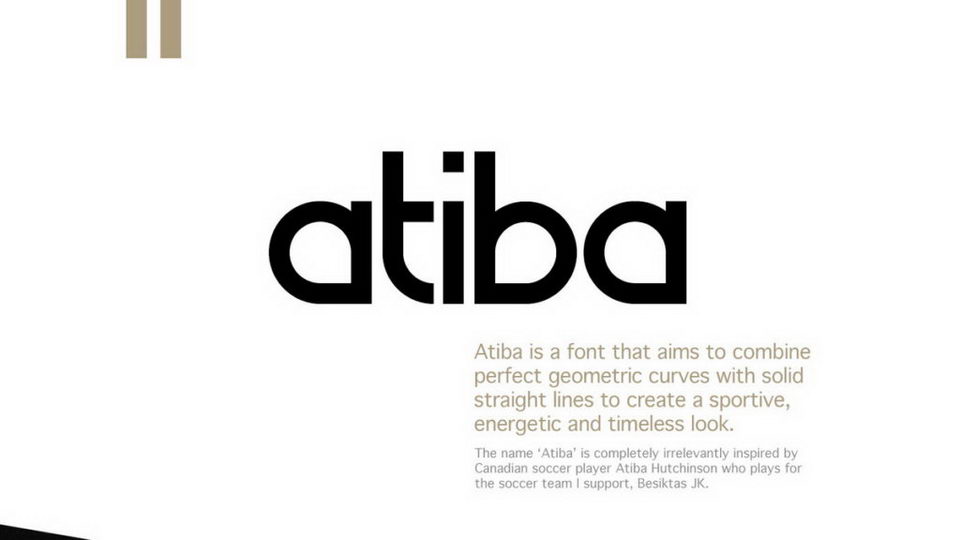 atiba
Atiba is a font that aims to combine
perfect geometric curves with solid
straight lines to create a sportive,
energetic and timeless look.
The name ‘Atiba’ is completely irrelevantly inspired by
Canadian soccer player Atiba Hutchinson who plays for
the soccer team I support, Besiktas JK.